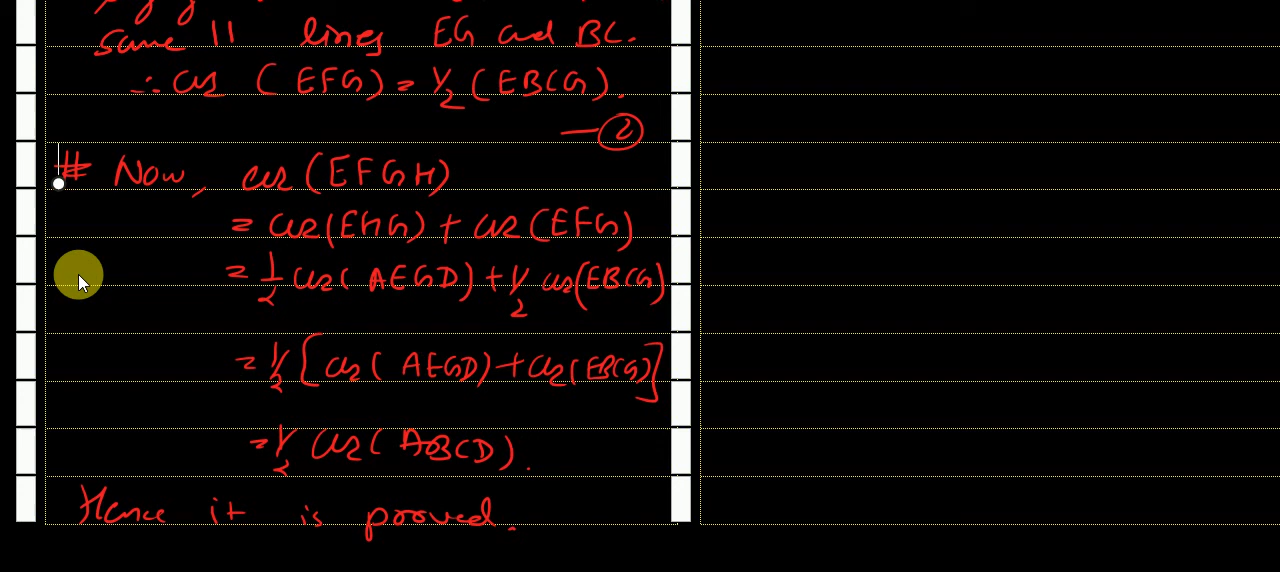 same || lines EG and BC.
∴ ar (EFG) = 1/2 (EBCG).
— ②
# Now, ar (EFGH)
= ar(EHG) + ar (EFG)
= 1/2 ar( AEGD) + 1/2 ar(EBCG)
= 1/2 [ar( AEGD) + ar(EBCG)]
= 1/2 ar( ABCD).
Hence it is proved.